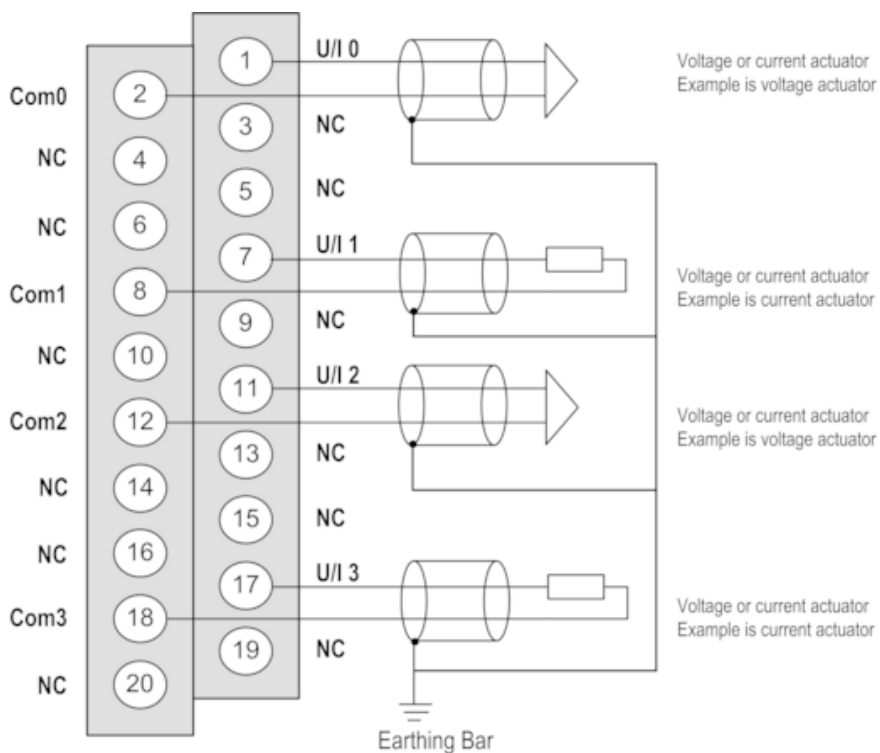 1
U/I 0
Voltage or current actuator
Example is voltage actuator
Com0
2
3
NC
NC
4
5
NC
NC
6
7
U/I 1
Voltage or current actuator
Example is current actuator
Com1
8
9
NC
NC
10
11
U/I 2
Voltage or current actuator
Example is voltage actuator
Com2
12
13
NC
NC
14
15
NC
NC
16
17
U/I 3
Voltage or current actuator
Example is current actuator
Com3
18
19
NC
NC
20
Earthing Bar